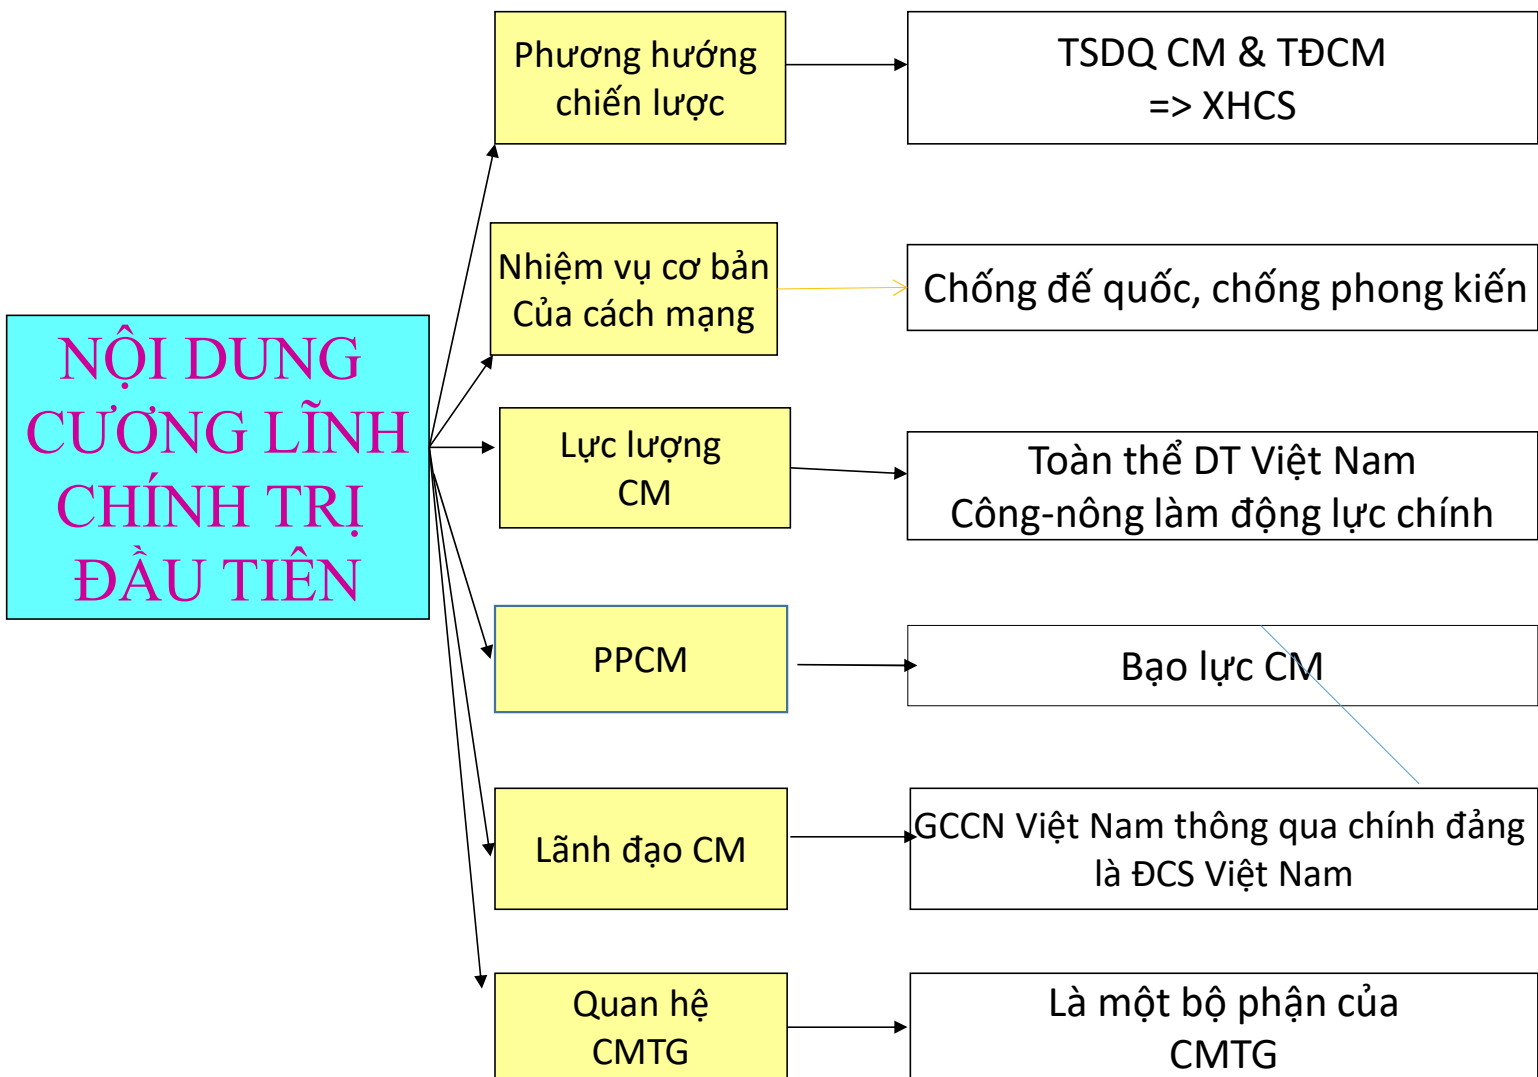 NỘI DUNG
CƯƠNG LĨNH
CHÍNH TRỊ
ĐẦU TIÊN
Phương hướng
chiến lược
TSDQ CM & TĐCM
=> XHCS
Nhiệm vụ cơ bản
Của cách mạng
Chống đế quốc, chống phong kiến
Lực lượng
CM
Toàn thể DT Việt Nam
Công-nông làm động lực chính
PPCM
Bạo lực CM
Lãnh đạo CM
GCCN Việt Nam thông qua chính đảng
là ĐCS Việt Nam
Quan hệ
CMTG
Là một bộ phận của
CMTG